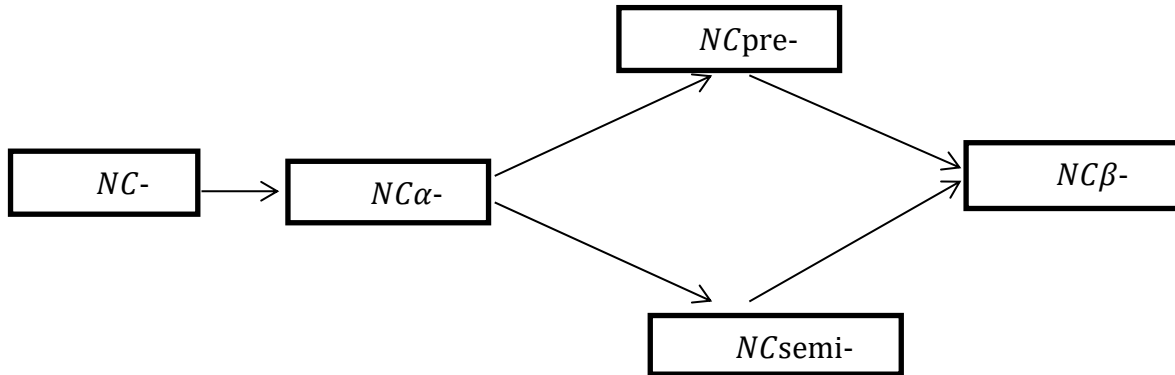 NCpre-
NC-
NCα-
NCβ-
NCsemi-